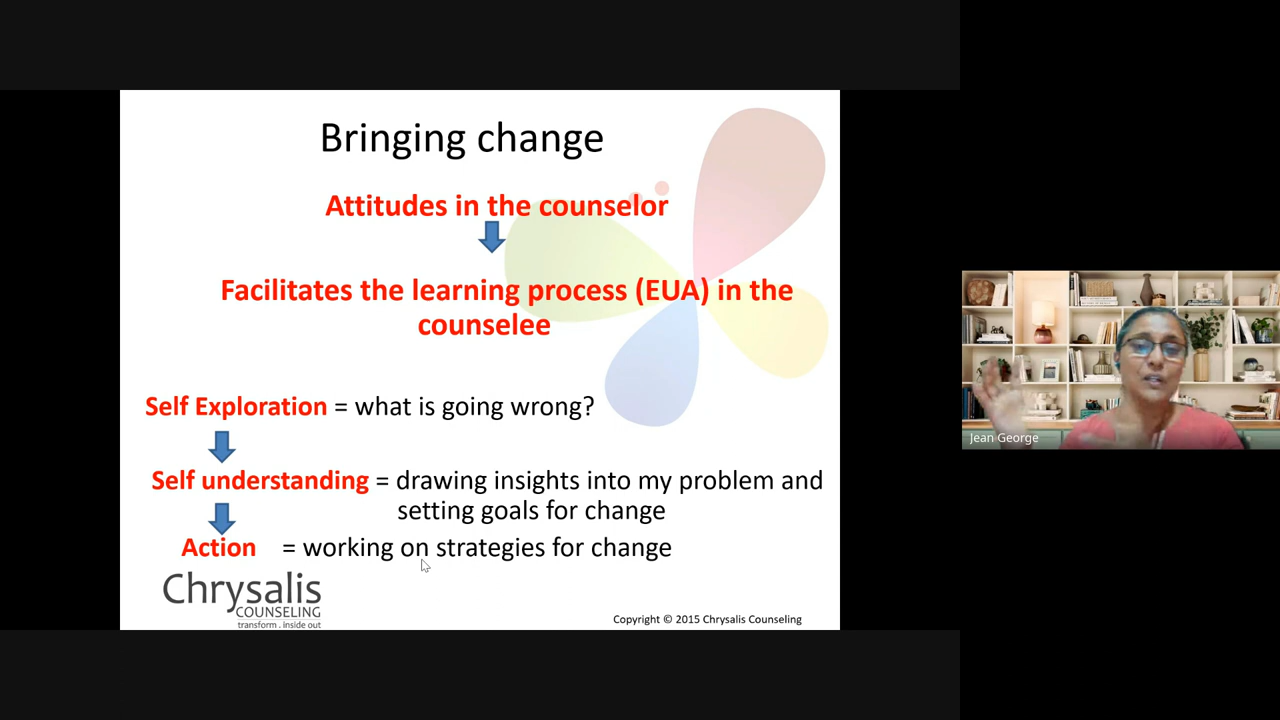 Bringing change
Attitudes in the counselor
Facilitates the learning process (EUA) in the
counselee
Self Exploration = what is going wrong?
Self understanding = drawing insights into my problem and
setting goals for change
Action = working on strategies for change
Chrysalis
COUNSELING
transform . inside out
Copyright © 2015 Chrysalis Counseling
Jean George